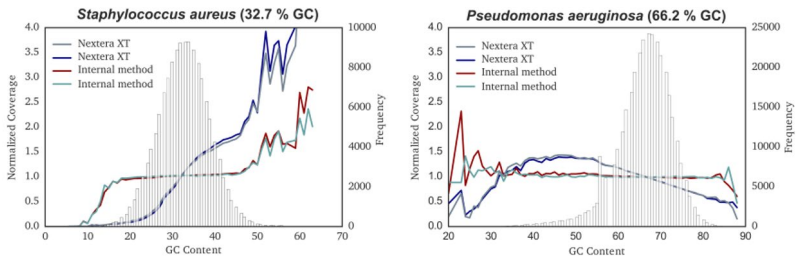 Staphylococcus aureus (32.7 % GC)
Nextera XT
Nextera XT
Internal method
Internal method
Normalized Coverage
4.0
3.5
3.0
2.5
2.0
1.5
1.0
0.5
0.0
10000
8000
6000
4000
2000
0
Frequency
0 10 20 30 40 50 60 70
GC Content
Pseudomonas aeruginosa (66.2 % GC)
Nextera XT
Nextera XT
Internal method
Internal method
Normalized Coverage
4.0
3.5
3.0
2.5
2.0
1.5
1.0
0.5
0.0
25000
20000
15000
10000
5000
0
Frequency
20 30 40 50 60 70 80 90
GC Content